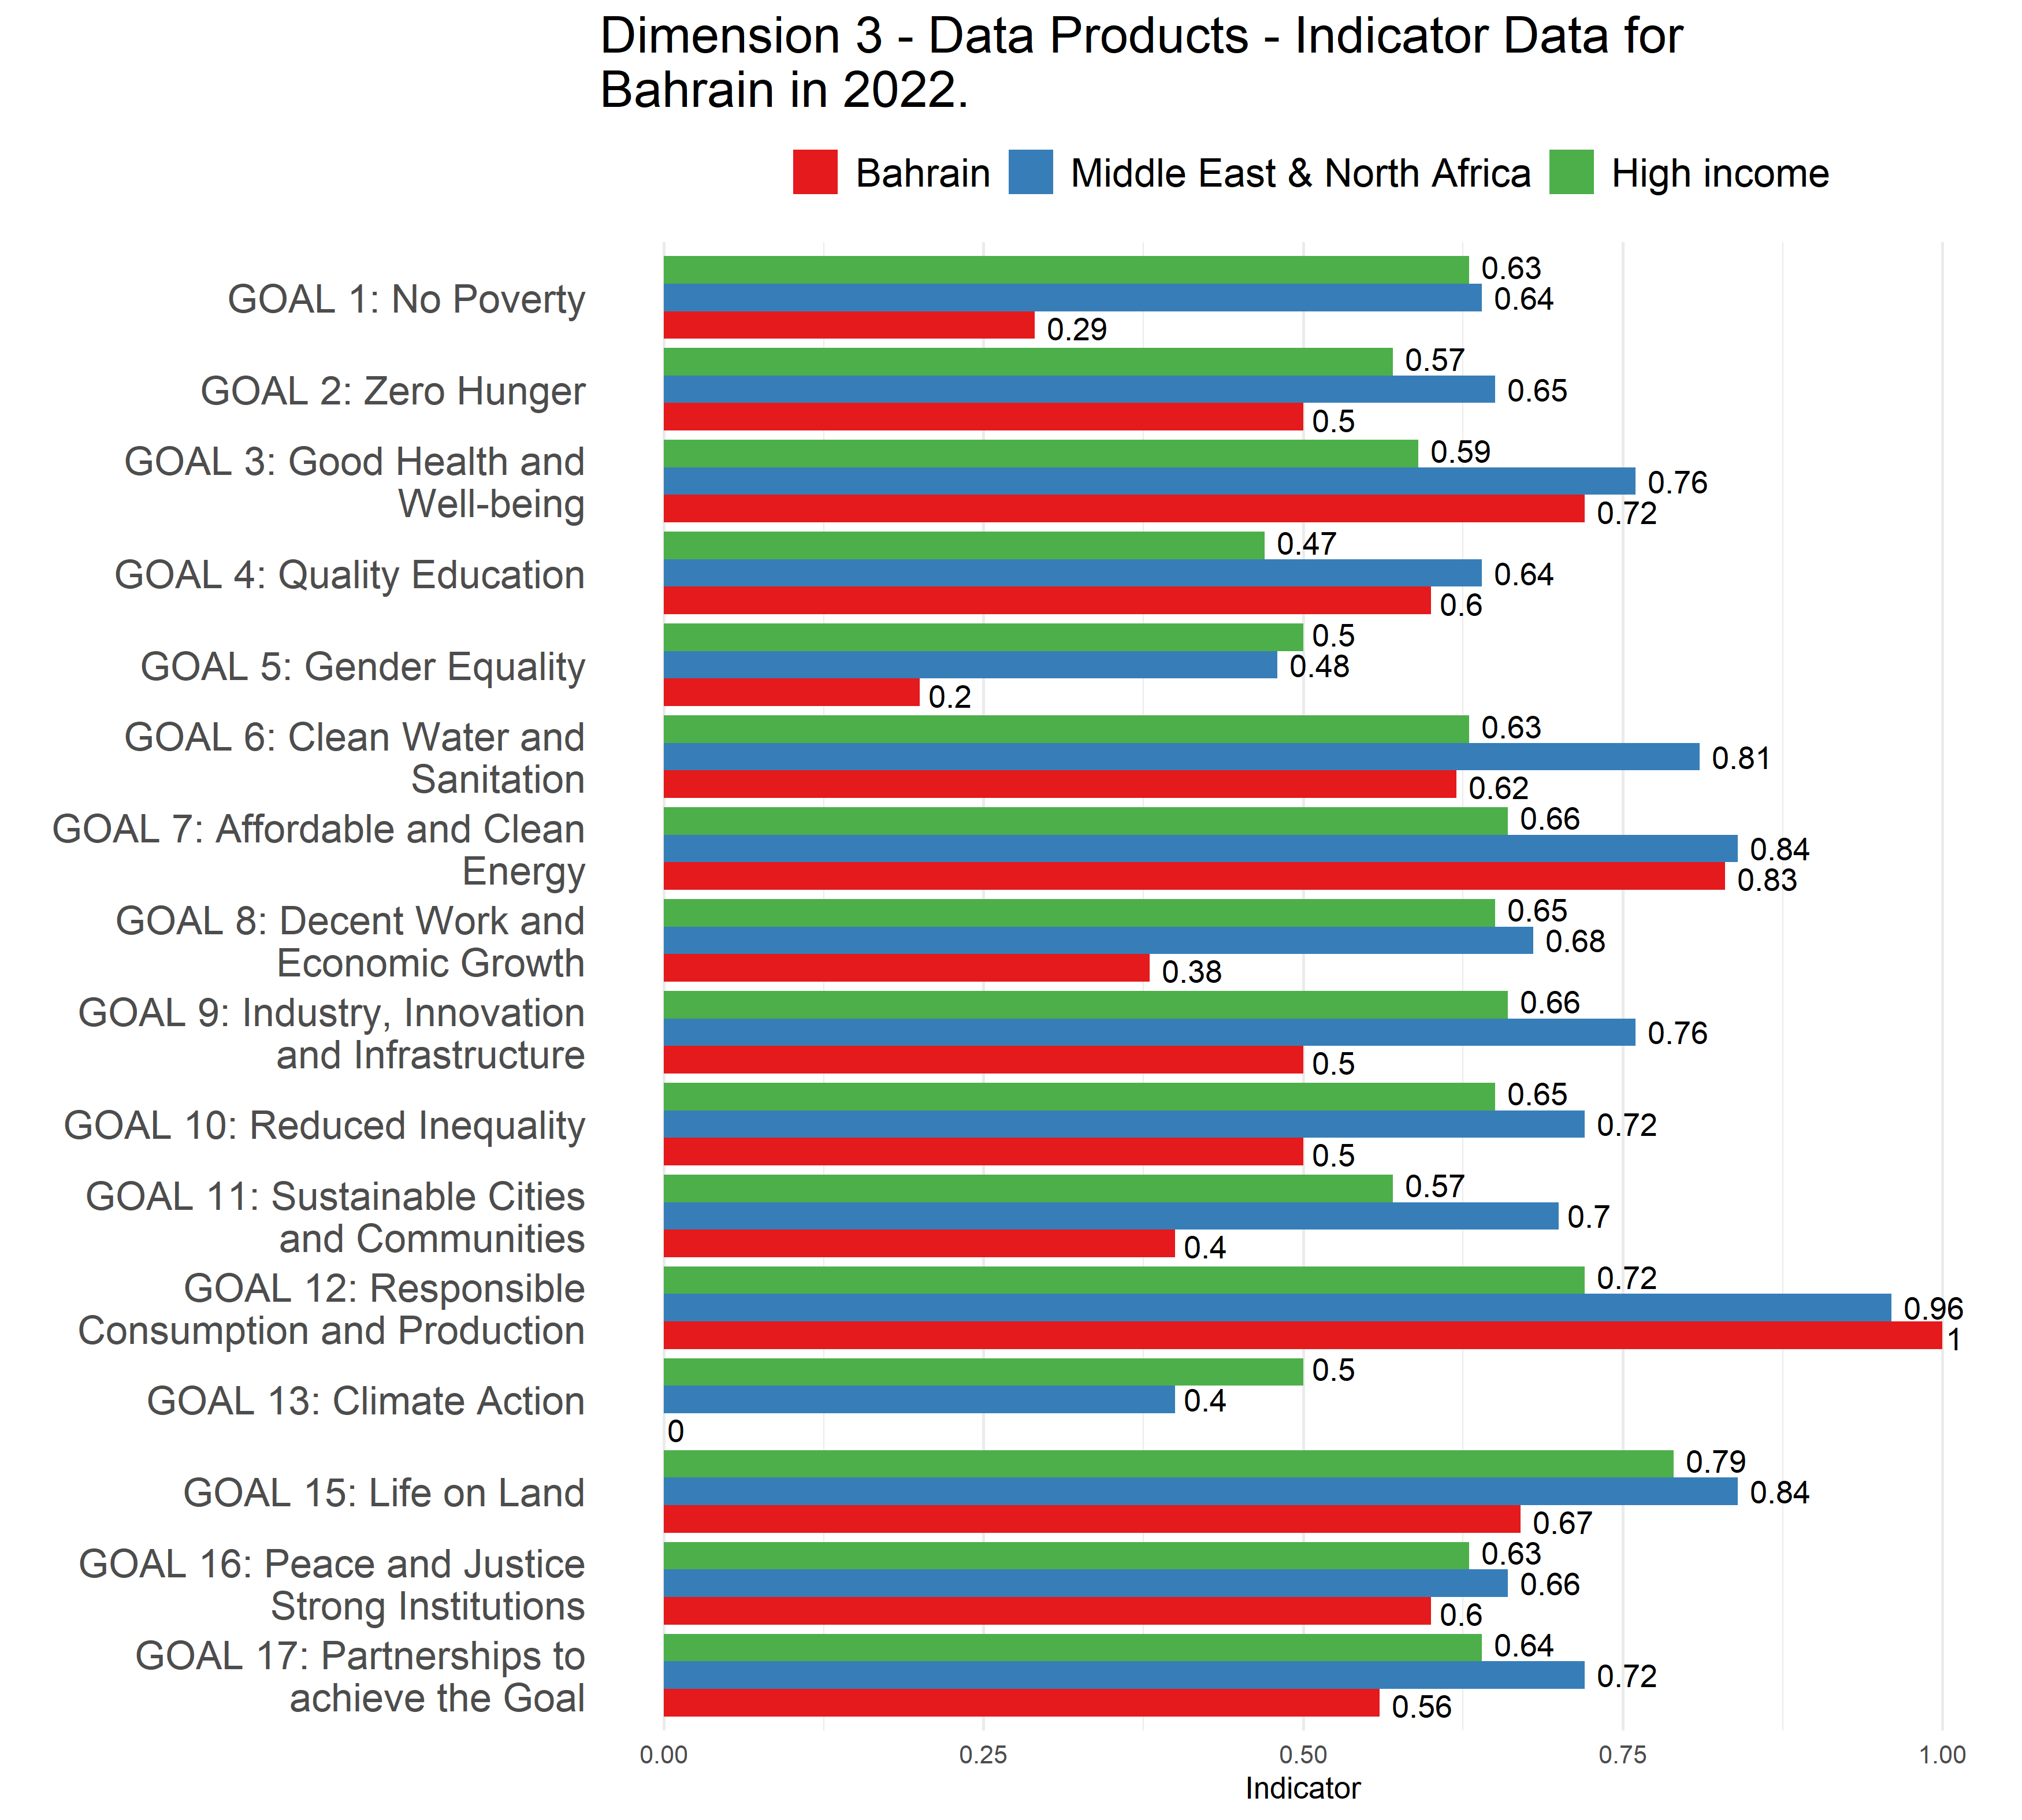 Dimension 3 - Data Products - Indicator Data for
Bahrain in 2022.
Bahrain Middle East & North Africa High income
GOAL 1: No Poverty
0.63
0.64
0.29
GOAL 2: Zero Hunger
0.57
0.65
0.5
GOAL 3: Good Health and
Well-being
0.59
0.76
0.72
GOAL 4: Quality Education
0.47
0.64
0.6
GOAL 5: Gender Equality
0.5
0.48
0.2
GOAL 6: Clean Water and
Sanitation
0.63
0.81
0.62
GOAL 7: Affordable and Clean
Energy
0.66
0.84
0.83
GOAL 8: Decent Work and
Economic Growth
0.65
0.68
0.38
GOAL 9: Industry, Innovation
and Infrastructure
0.66
0.76
0.5
GOAL 10: Reduced Inequality
0.65
0.72
0.5
GOAL 11: Sustainable Cities
and Communities
0.57
0.7
0.4
GOAL 12: Responsible
Consumption and Production
0.72
0.96
1
GOAL 13: Climate Action
0.5
0.4
0
GOAL 15: Life on Land
0.79
0.84
0.67
GOAL 16: Peace and Justice
Strong Institutions
0.63
0.66
0.6
GOAL 17: Partnerships to
achieve the Goal
0.64
0.72
0.56
0.00 0.25 0.50 0.75 1.00
Indicator